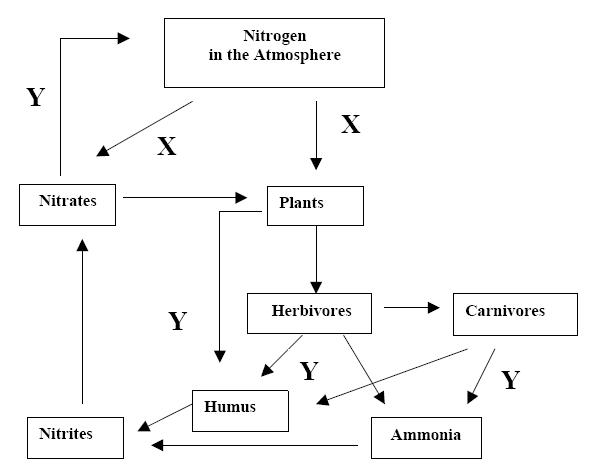 Nitrogen
in the Atmosphere
Y
X
X
Nitrates
Plants
Herbivores
Carnivores
Y
Y
Y
Humus
Nitrites
Ammonia